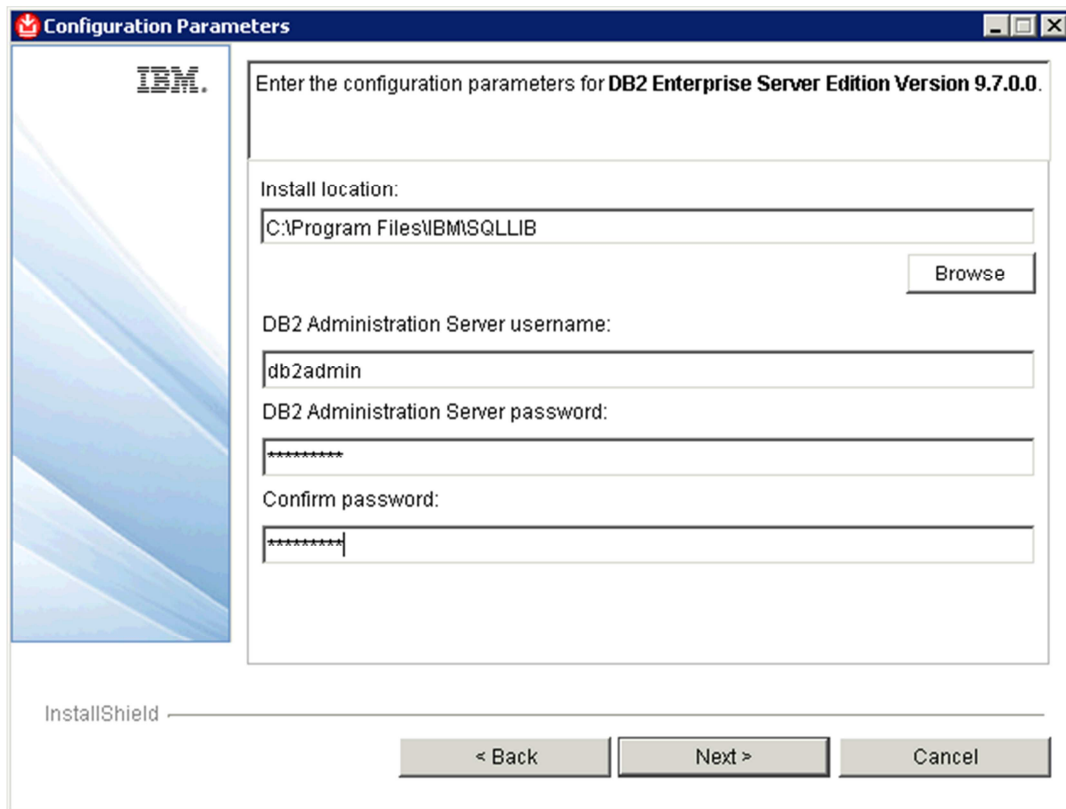 Configuration Parameters
IBM.
Enter the configuration parameters for DB2 Enterprise Server Edition Version 9.7.0.0.
Install location:
C:\Program Files\IBM\SQLLIB
Browse
DB2 Administration Server username:
db2admin
DB2 Administration Server password:
*********
Confirm password:
*********
InstallShield
< Back
Next >
Cancel